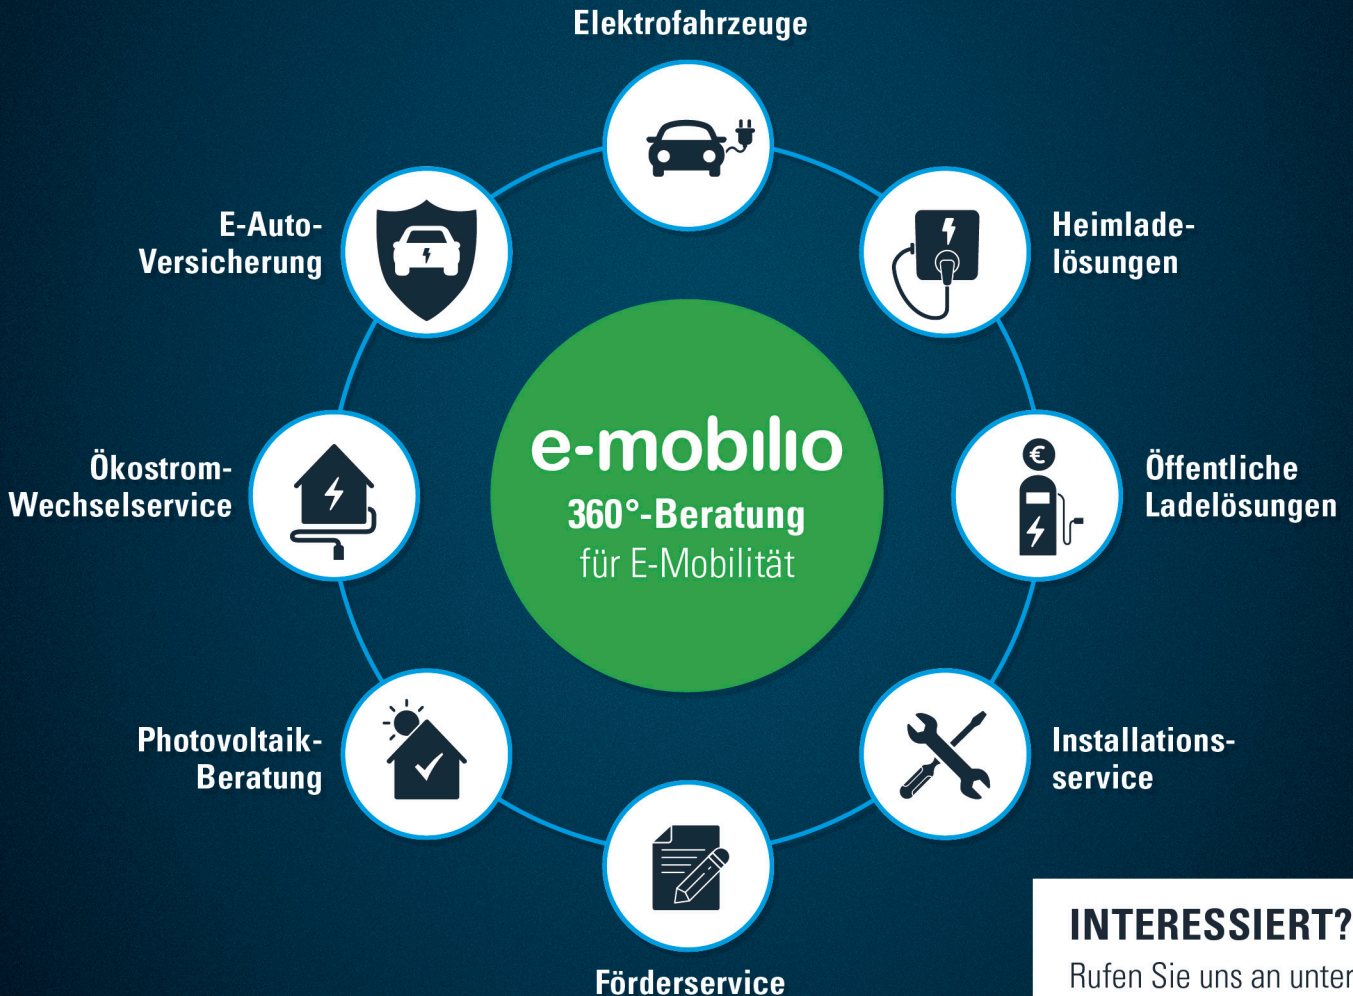 Elektrofahrzeuge
E-Auto-
Versicherung
Heimlade-
lösungen
e-mobilio
360°-Beratung
für E-Mobilität
Ökostrom-
Wechselservice
€
Öffentliche
Ladelösungen
Photovoltaik-
Beratung
Installations-
service
Förderservice
INTERESSIERT?
Rufen Sie uns an unter